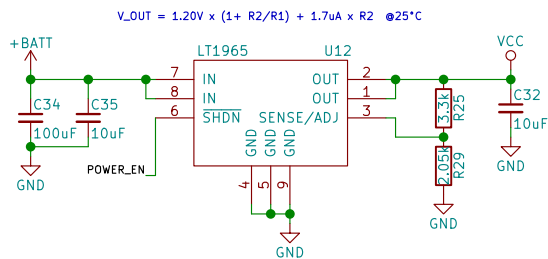 V_OUT = 1.20V x (1+ R2/R1) + 1.7uA x R2 @25°C
+BATT
LT1965 U12
VCC
7 IN OUT 2
8 IN OUT 1
6 SHDN SENSE/ADJ 3
C34
100uF
C35
10uF
3.3k
R25
C32
10uF
POWER_EN
GND GND GND
4 5 9
2.05k
R29
GND
GND
GND
GND